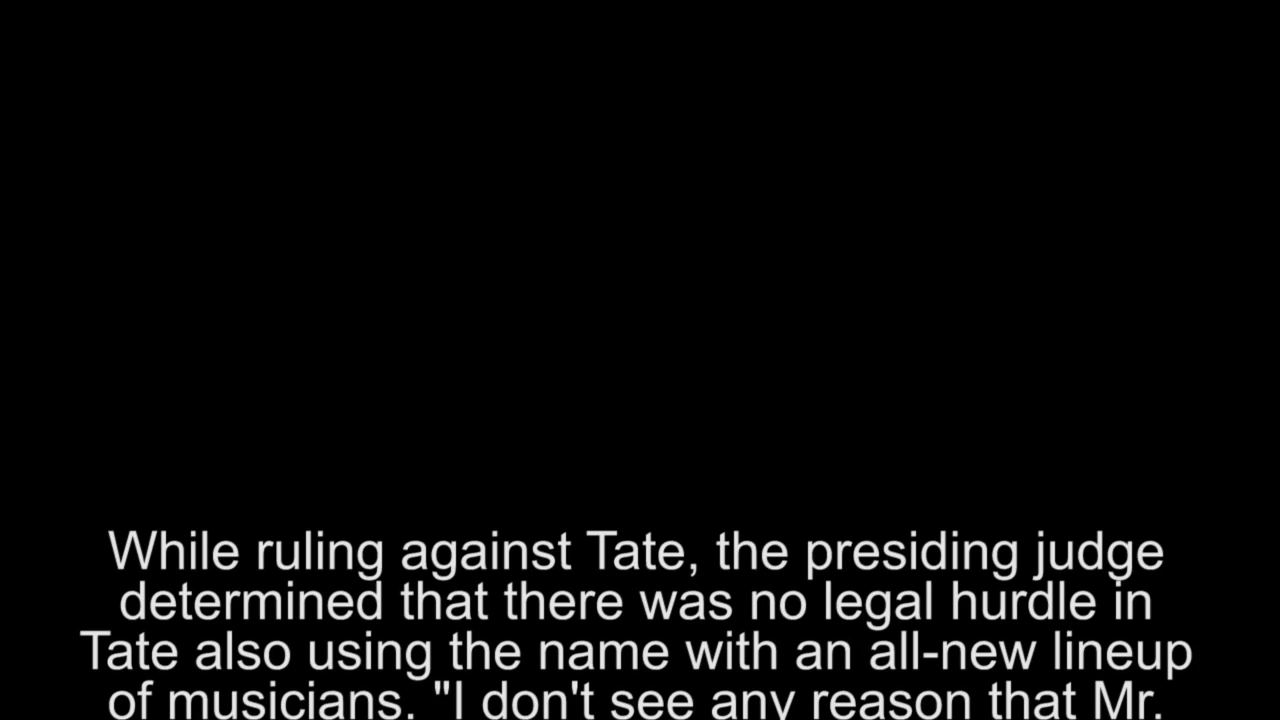 While ruling against Tate, the presiding judge
determined that there was no legal hurdle in
Tate also using the name with an all-new lineup
of musicians. "I don't see any reason that Mr.